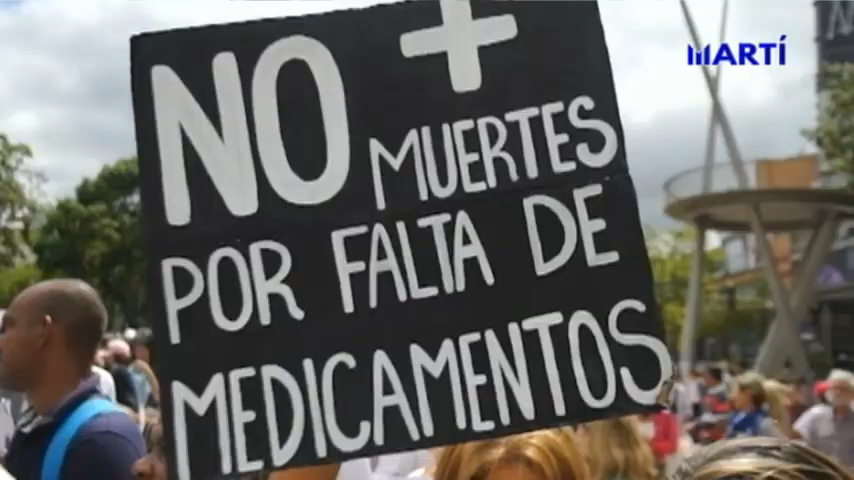 NO +
MUERTES
POR FALTA DE
MEDICAMENTOS
MARTÍ